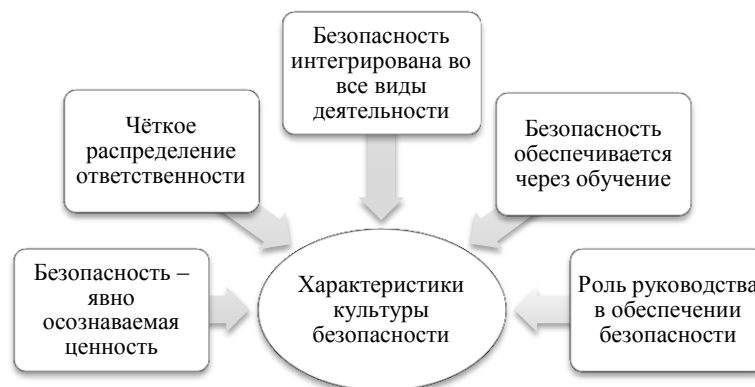 Безопасность
интегрирована во
все виды
деятельности
Чёткое
распределение
ответственности
Безопасность
обеспечивается
через обучение
Безопасность –
явно
осознаваемая
ценность
Характеристики
культуры
безопасности
Роль руководства
в обеспечении
безопасности